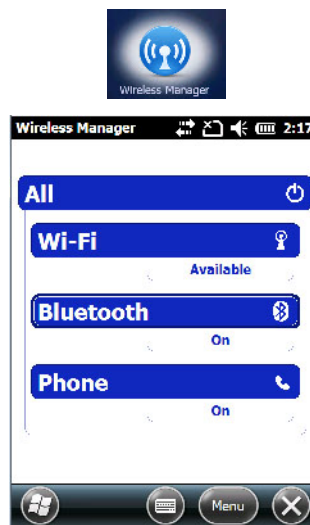 Wireless Manager
Wireless Manager 2:17
All
Wi-Fi
Available
Bluetooth
On
Phone
On
Menu